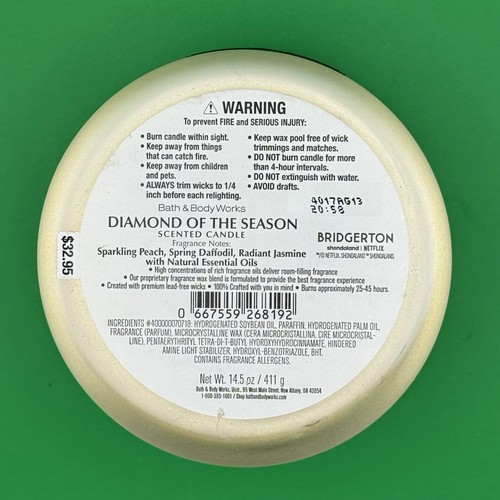 ⚠ WARNING
To prevent FIRE and SERIOUS INJURY:
• Burn candle within sight.
• Keep away from things
that can catch fire.
• Keep away from children
and pets.
• ALWAYS trim wicks to 1/4
inch before each relighting.
• Keep wax pool free of wick
trimmings and matches.
• DO NOT burn candle for more
than 4-hour intervals.
• DO NOT extinguish with water.
• AVOID drafts.
4017AG13
20:58
Bath & Body Works
DIAMOND OF THE SEASON
SCENTED CANDLE
Fragrance Notes:
Sparkling Peach, Spring Daffodil, Radiant Jasmine
with Natural Essential Oils
BRIDGERTON
shondaland | NETFLIX
™/© NETFLIX. SHONDALAND™ SHONDALAND.
$32.95
• High concentrations of rich fragrance oils deliver room-filling fragrance
• Our proprietary fragrance wax blend is formulated to provide the best fragrance experience
• Created with premium lead-free wicks • 100% Crafted with you in mind • Burns approximately 25-45 hours.
0 667559 268192
INGREDIENTS #400000070718: HYDROGENATED SOYBEAN OIL, PARAFFIN, HYDROGENATED PALM OIL,
FRAGRANCE (PARFUM), MICROCRYSTALLINE WAX (CERA MICROCRISTALLINA, CIRE MICROCRISTAL-
LINE), PENTAERYTHRITYL TETRA-DI-T-BUTYL HYDROXYHYDROCINNAMATE, HINDERED
AMINE LIGHT STABILIZER, HYDROXYL-BENZOTRIAZOLE, BHT.
CONTAINS FRAGRANCE ALLERGENS.
Net Wt. 14.5 oz / 411 g
Bath & Body Works, Distr., 95 West Main Street, New Albany, OH 43054
1-800-395-1001 / Shop bathandbodyworks.com